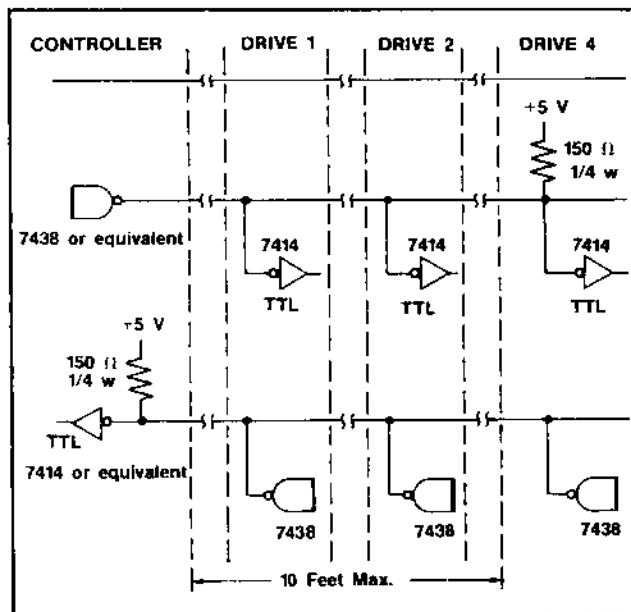 CONTROLLER
DRIVE 1
DRIVE 2
DRIVE 4
+5 V
150 Ω
1/4 w
7438 or equivalent
7414
TTL
7414
TTL
7414
TTL
+5 V
150 Ω
1/4 w
TTL
7414 or equivalent
7438
7438
7438
10 Feet Max.